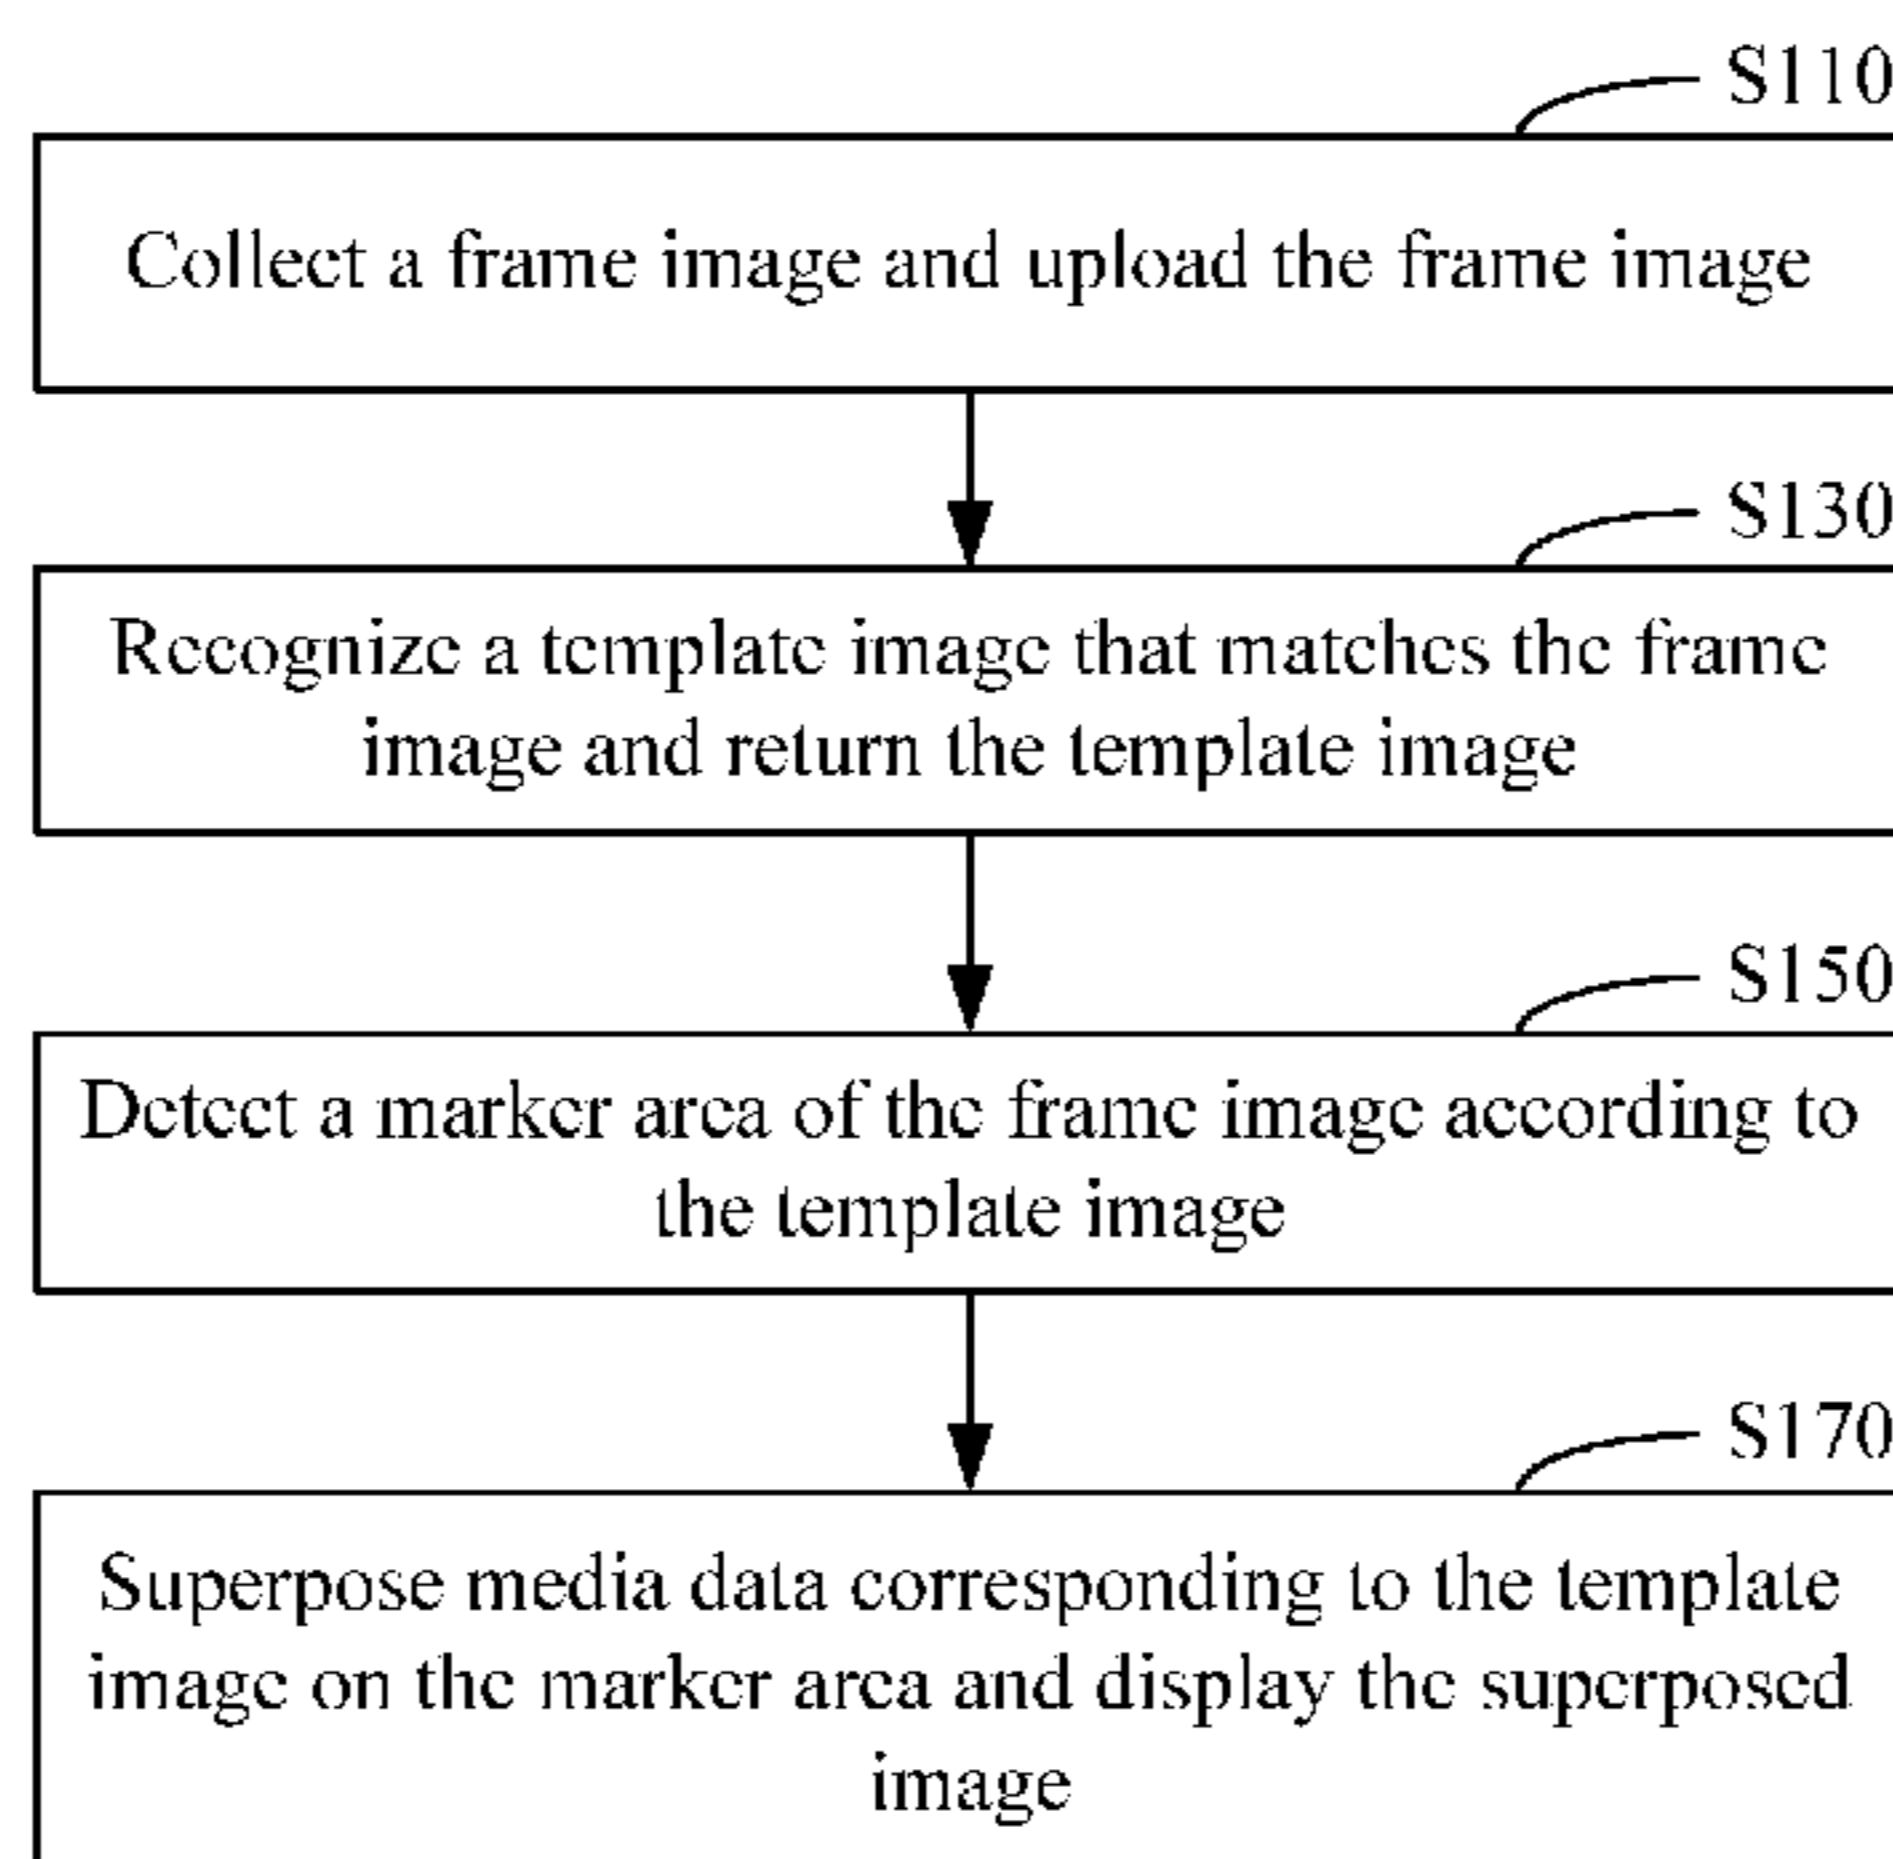 S110
Collect a frame image and upload the frame image
S130
Recognize a template image that matches the frame
image and return the template image
S150
Detect a marker area of the frame image according to
the template image
S170
Superpose media data corresponding to the template
image on the marker area and display the superposed
image